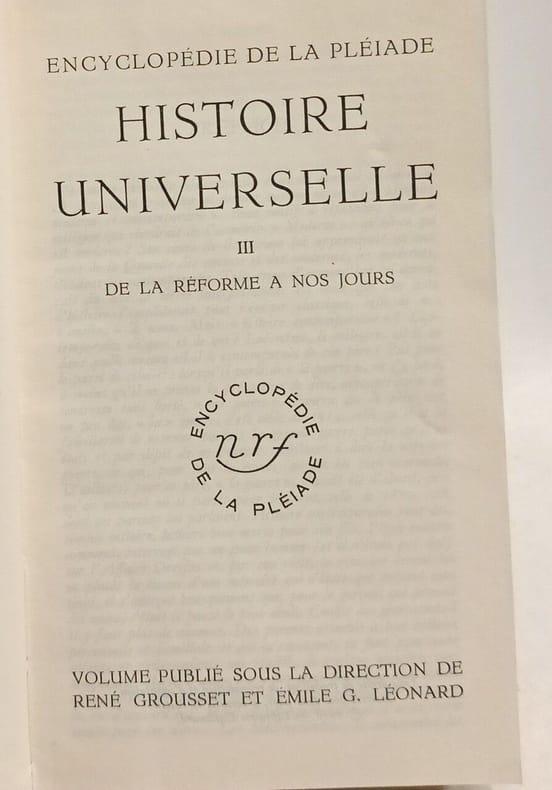 ENCYCLOPÉDIE DE LA PLÉIADE
HISTOIRE
UNIVERSELLE
III
DE LA RÉFORME A NOS JOURS
ENCYCLOPÉDIE
nrf
DE LA PLÉIADE
VOLUME PUBLIÉ SOUS LA DIRECTION DE
RENÉ GROUSSET ET ÉMILE G. LÉONARD